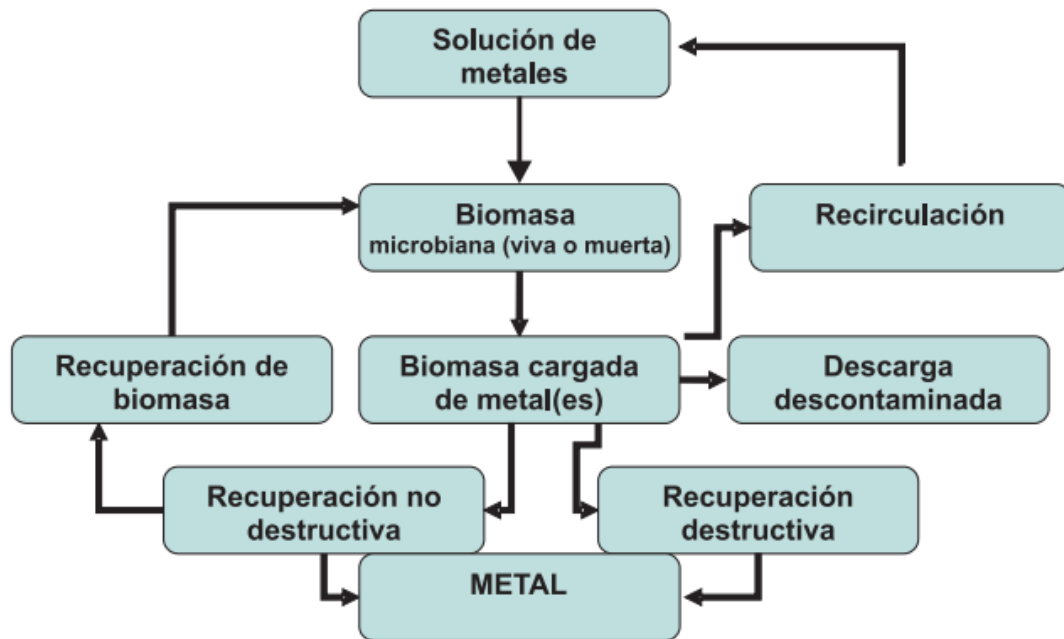 Solución de
metales
Biomasa
microbiana (viva o muerta)
Recirculación
Recuperación de
biomasa
Biomasa cargada
de metal(es)
Descarga
descontaminada
Recuperación no
destructiva
Recuperación
destructiva
METAL